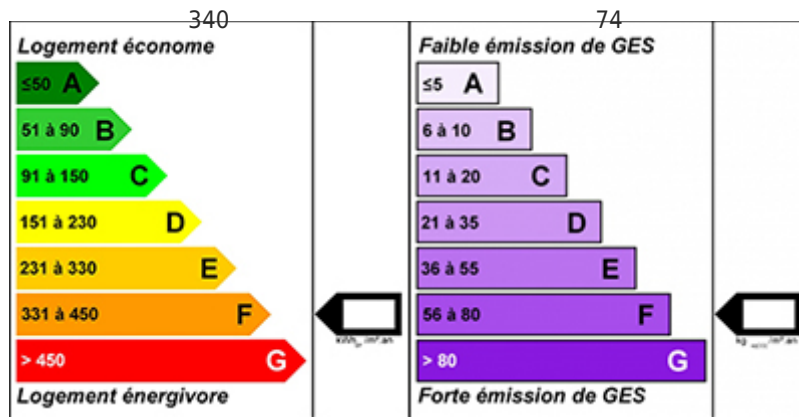 340
74
Logement économe
≤50 A
51 à 90 B
91 à 150 C
151 à 230 D
231 à 330 E
331 à 450 F
> 450 G
Logement énergivore
Faible émission de GES
≤5 A
6 à 10 B
11 à 20 C
21 à 35 D
36 à 55 E
56 à 80 F
> 80 G
Forte émission de GES